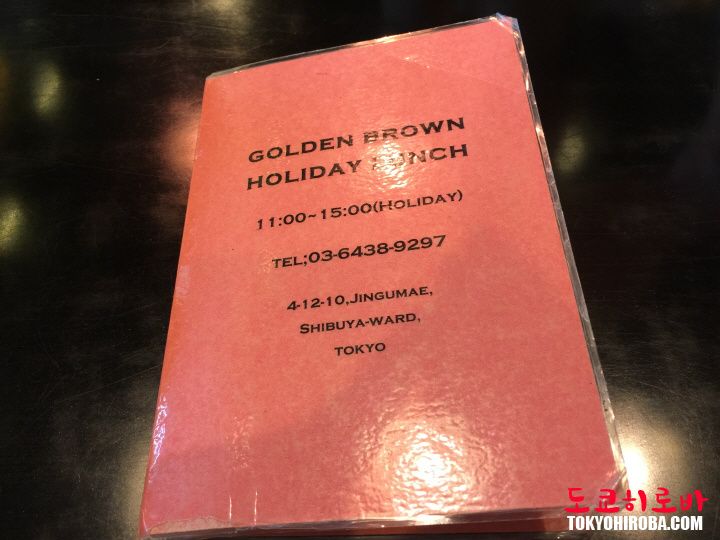 GOLDEN BROWN
HOLIDAY LUNCH
11:00~15:00(HOLIDAY)
TEL;03-6438-9297
4-12-10,JINGUMAE,
SHIBUYA-WARD,
TOKYO
도쿄히로바
TOKYOHIROBA.COM